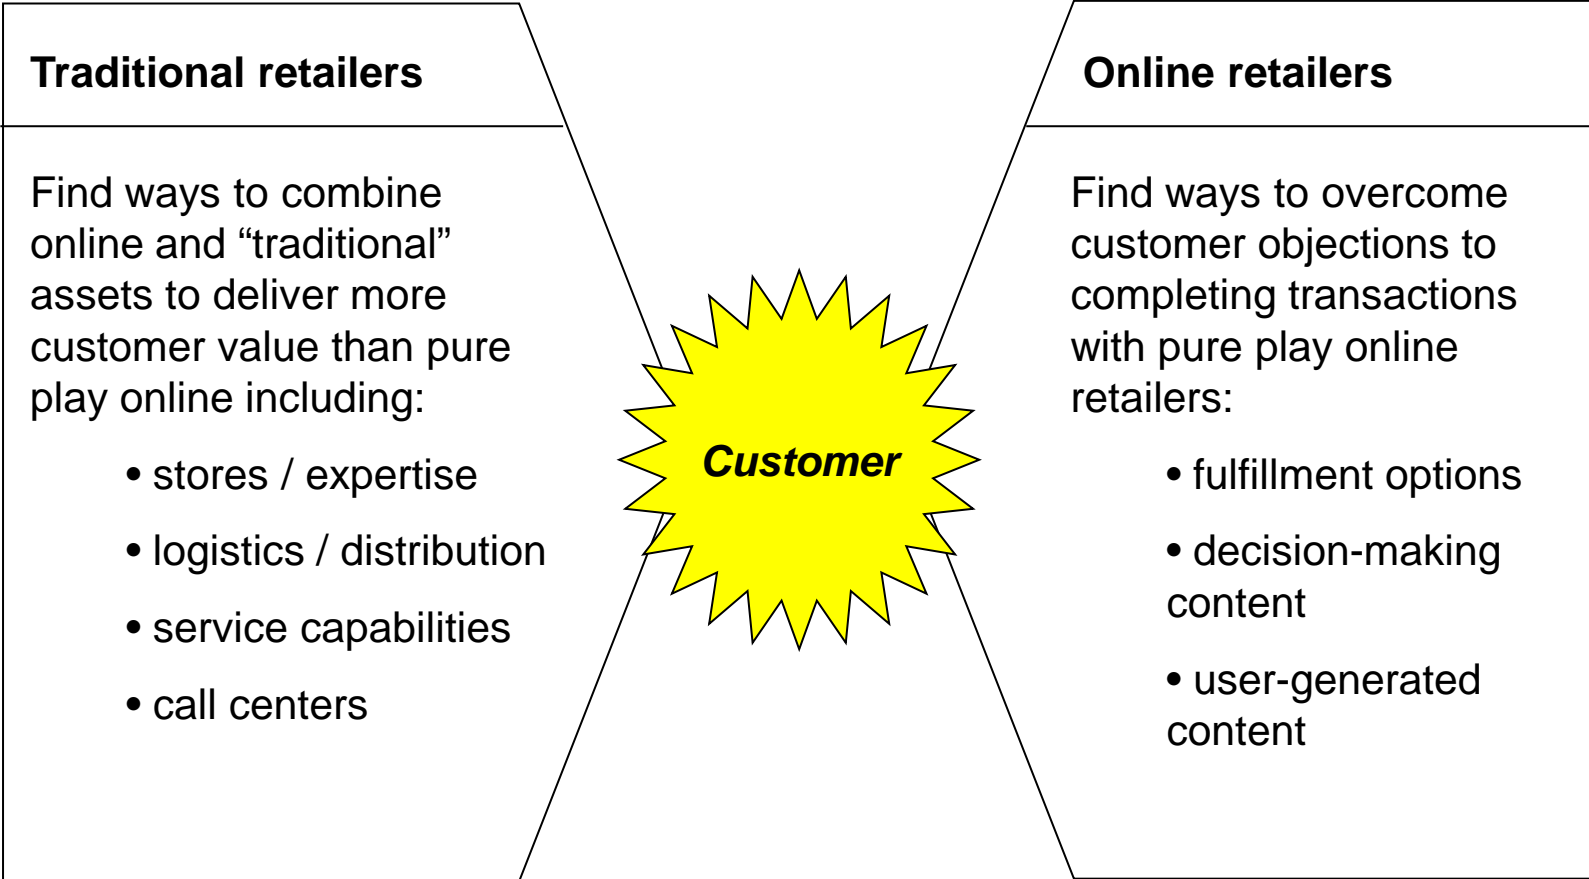 Traditional retailers
Find ways to combine
online and “traditional”
assets to deliver more
customer value than pure
play online including:
• stores / expertise
• logistics / distribution
• service capabilities
• call centers
Customer
Online retailers
Find ways to overcome
customer objections to
completing transactions
with pure play online
retailers:
• fulfillment options
• decision-making
content
• user-generated
content